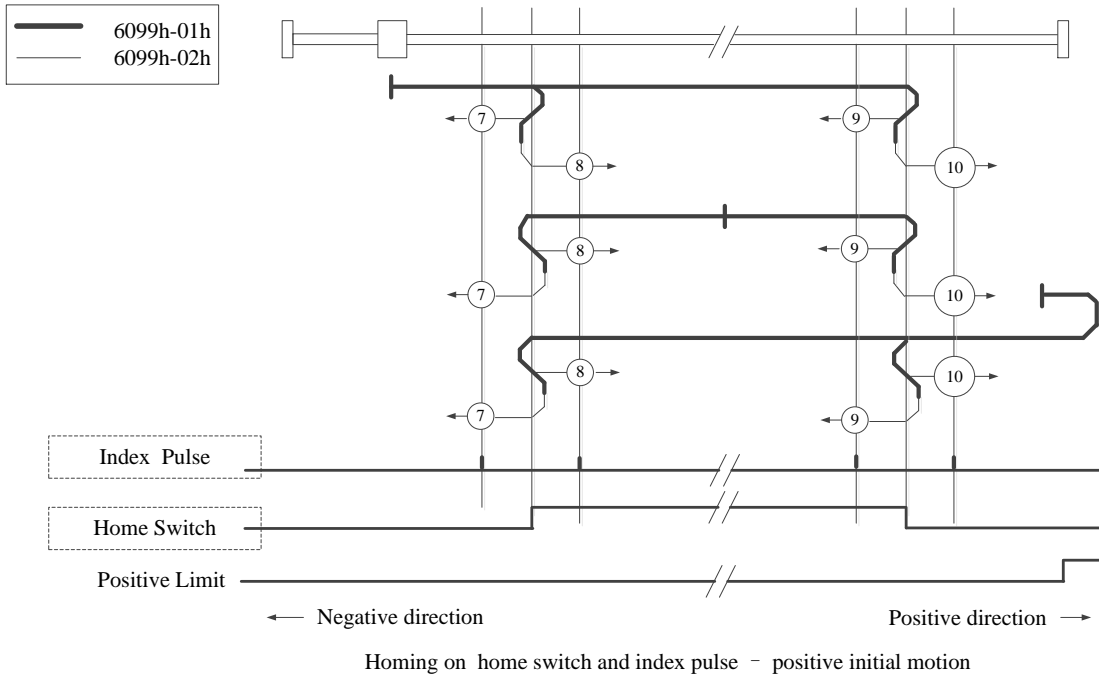 6099h-01h
6099h-02h
7
9
8
10
8
9
7
10
8
10
7
9
Index Pulse
Home Switch
Positive Limit
Negative direction
Positive direction
Homing on home switch and index pulse - positive initial motion